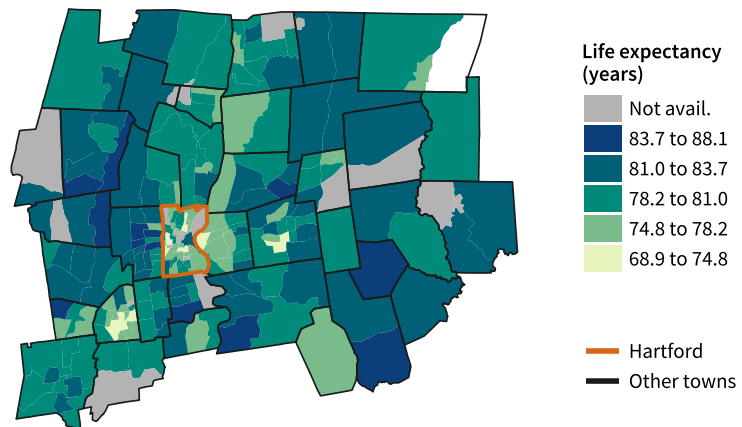 Life expectancy
(years)
Not avail.
83.7 to 88.1
81.0 to 83.7
78.2 to 81.0
74.8 to 78.2
68.9 to 74.8
Hartford
Other towns